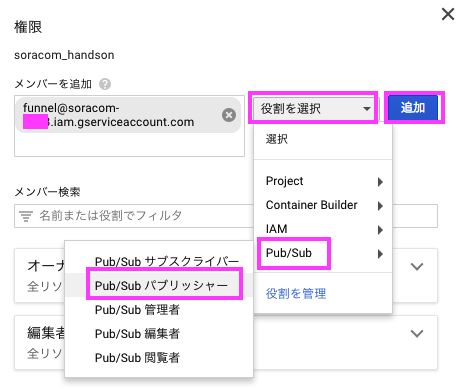 権限
soracom_handson
メンバーを追加
funnel@soracom-
.iam.gserviceaccount.com
役割を選択
追加
選択
Project
Container Builder
IAM
Pub/Sub
役割を管理
メンバー検索
名前または役割でフィルタ
オーナ
全リソ
Pub/Sub サブスクライバー
Pub/Sub パブリッシャー
Pub/Sub 管理者
Pub/Sub 編集者
Pub/Sub 閲覧者
編集者
全リソ